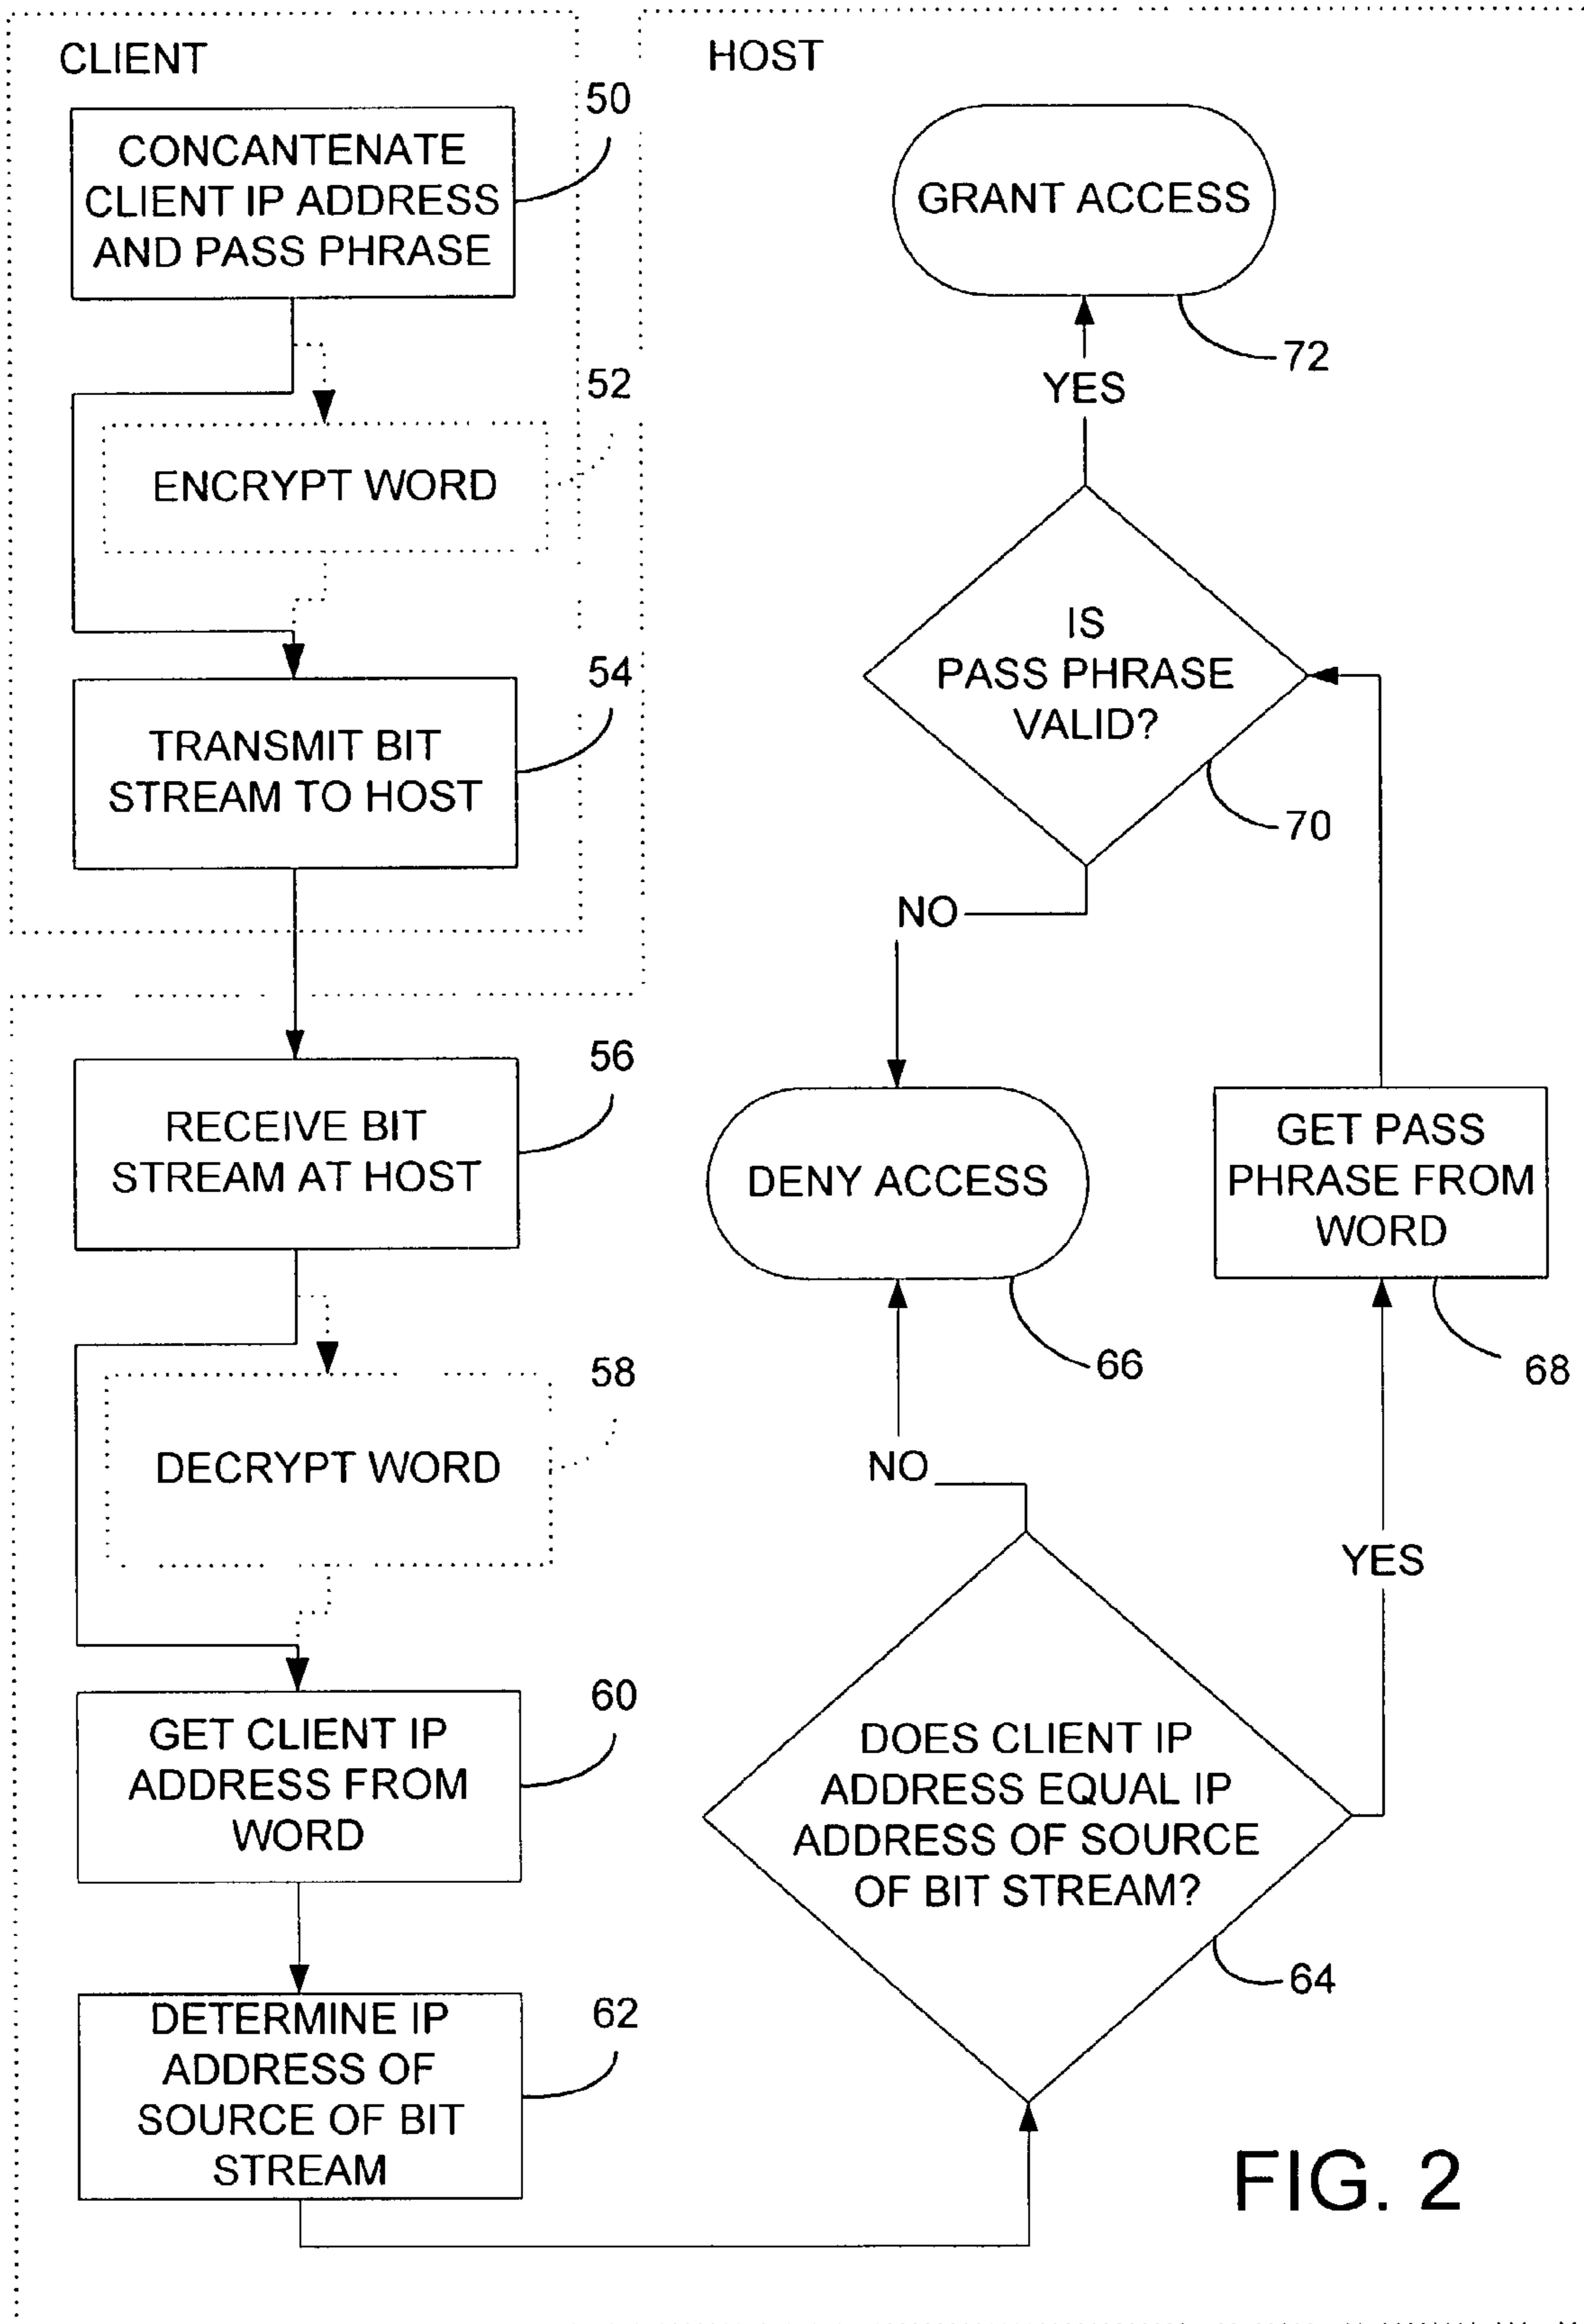 CLIENT
50
CONCANTENATE
CLIENT IP ADDRESS
AND PASS PHRASE
52
ENCRYPT WORD
54
TRANSMIT BIT
STREAM TO HOST
HOST
56
RECEIVE BIT
STREAM AT HOST
58
DECRYPT WORD
60
GET CLIENT IP
ADDRESS FROM
WORD
62
DETERMINE IP
ADDRESS OF
SOURCE OF BIT
STREAM
DOES CLIENT IP
ADDRESS EQUAL IP
ADDRESS OF SOURCE
OF BIT STREAM?
64
NO
YES
DENY ACCESS
66
GET PASS
PHRASE FROM
WORD
68
IS
PASS PHRASE
VALID?
70
NO
YES
GRANT ACCESS
72
FIG. 2